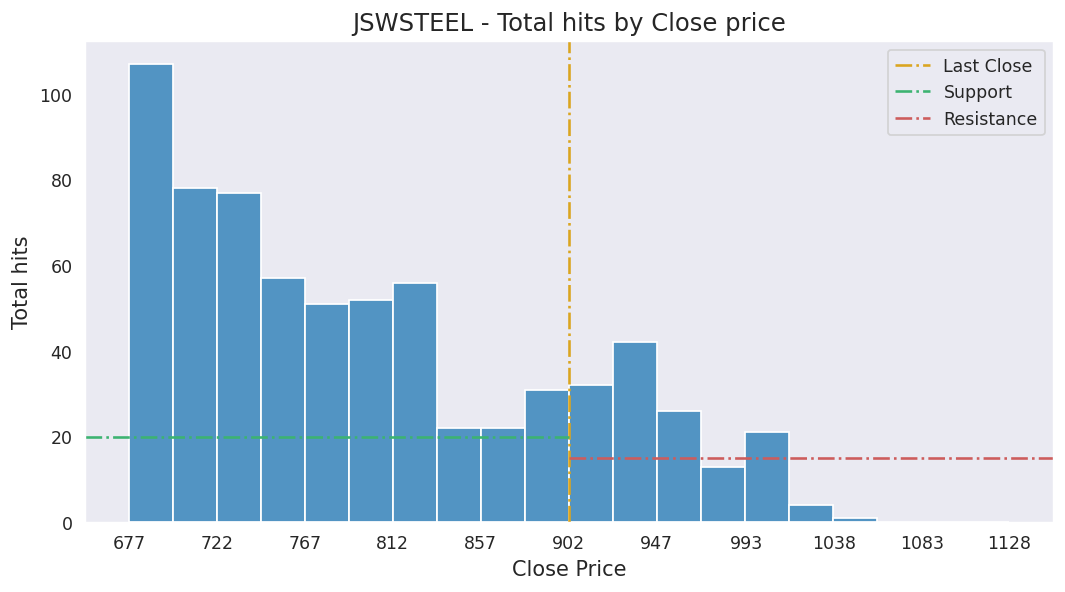 JSWSTEEL - Total hits by Close price
Last Close
Support
Resistance
Total hits
100
80
60
40
20
0
677 722 767 812 857 902 947 993 1038 1083 1128
Close Price